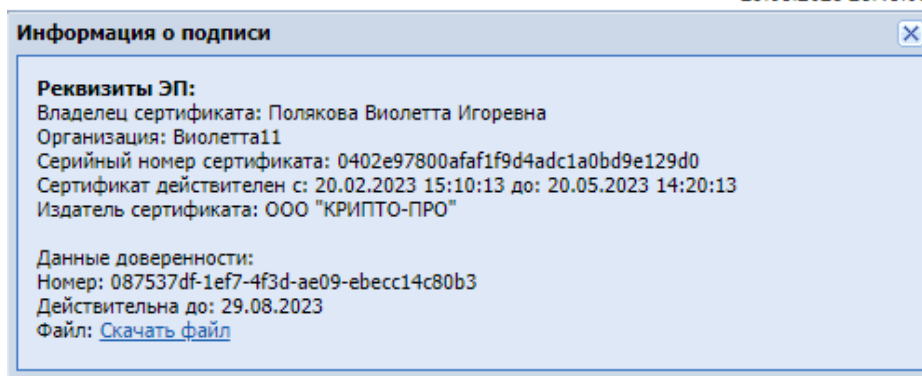 Информация о подписи
Реквизиты ЭП:
Владелец сертификата: Полякова Виолетта Игоревна
Организация: Виолетта11
Серийный номер сертификата: 0402e97800afaf1f9d4adc1a0bd9e129d0
Сертификат действителен с: 20.02.2023 15:10:13 до: 20.05.2023 14:20:13
Издатель сертификата: ООО "КРИПТО-ПРО"
Данные доверенности:
Номер: 087537df-1ef7-4f3d-ae09-ebecc14c80b3
Действительна до: 29.08.2023
Файл: Скачать файл